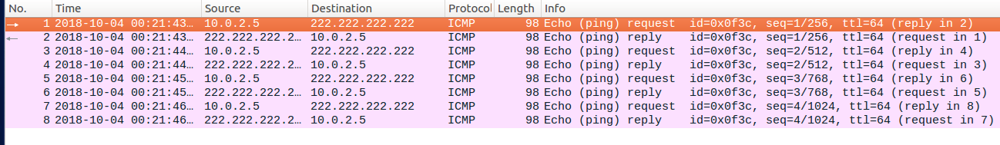 No. Time Source Destination Protocol Length Info
1 2018-10-04 00:21:43… 10.0.2.5 222.222.222.222 ICMP 98 Echo (ping) request id=0x0f3c, seq=1/256, ttl=64 (reply in 2)
2 2018-10-04 00:21:43… 222.222.222.2… 10.0.2.5 ICMP 98 Echo (ping) reply id=0x0f3c, seq=1/256, ttl=64 (request in 1)
3 2018-10-04 00:21:44… 10.0.2.5 222.222.222.222 ICMP 98 Echo (ping) request id=0x0f3c, seq=2/512, ttl=64 (reply in 4)
4 2018-10-04 00:21:44… 222.222.222.2… 10.0.2.5 ICMP 98 Echo (ping) reply id=0x0f3c, seq=2/512, ttl=64 (request in 3)
5 2018-10-04 00:21:45… 10.0.2.5 222.222.222.222 ICMP 98 Echo (ping) request id=0x0f3c, seq=3/768, ttl=64 (reply in 6)
6 2018-10-04 00:21:45… 222.222.222.2… 10.0.2.5 ICMP 98 Echo (ping) reply id=0x0f3c, seq=3/768, ttl=64 (request in 5)
7 2018-10-04 00:21:46… 10.0.2.5 222.222.222.222 ICMP 98 Echo (ping) request id=0x0f3c, seq=4/1024, ttl=64 (reply in 8)
8 2018-10-04 00:21:46… 222.222.222.2… 10.0.2.5 ICMP 98 Echo (ping) reply id=0x0f3c, seq=4/1024, ttl=64 (request in 7)